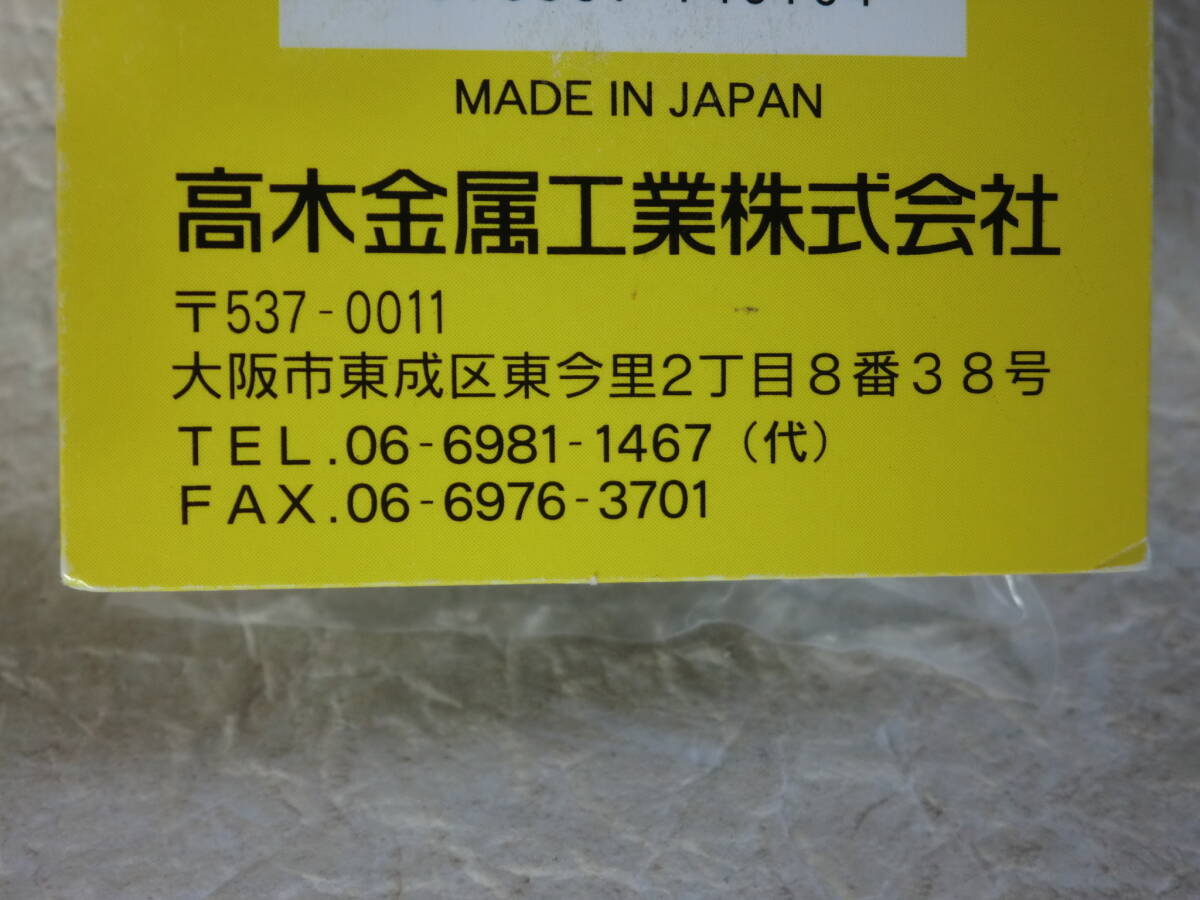 MADE IN JAPAN
高木金属工業株式会社
〒537-0011
大阪市東成区東今里2丁目8番38号
TEL.06-6981-1467（代）
FAX.06-6976-3701